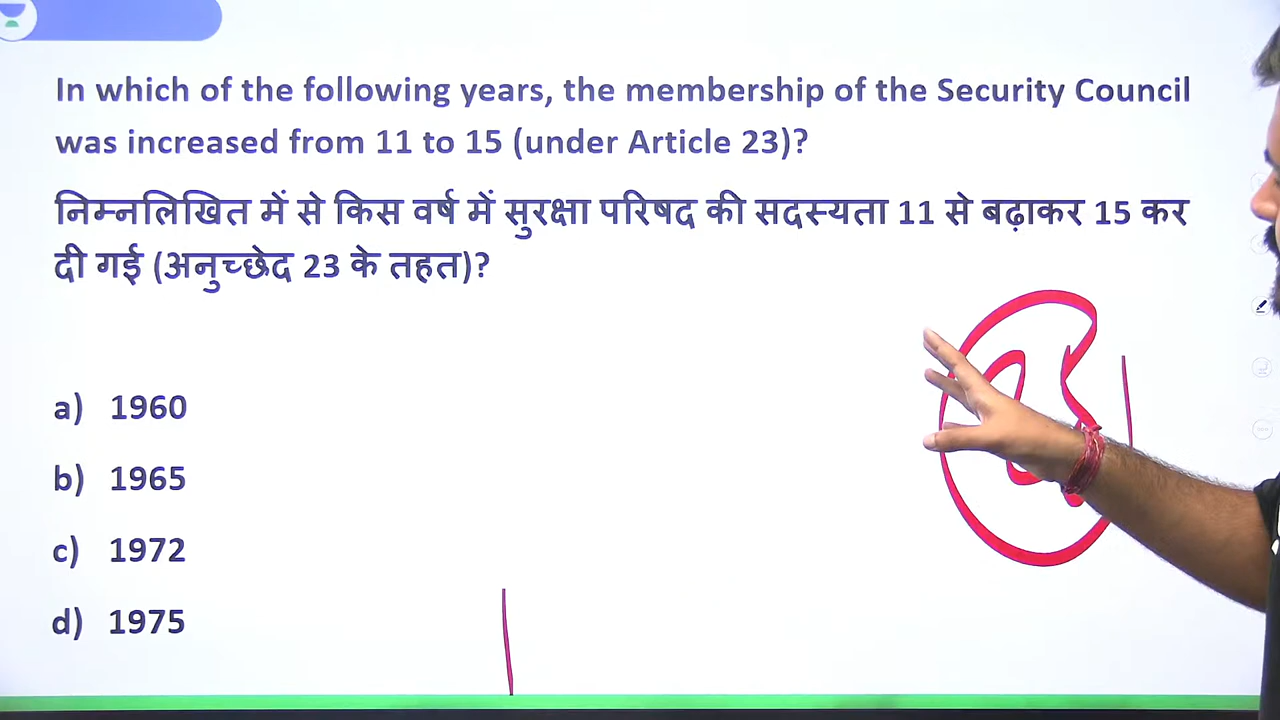 In which of the following years, the membership of the Security Council
was increased from 11 to 15 (under Article 23)?
निम्नलिखित में से किस वर्ष में सुरक्षा परिषद की सदस्यता 11 से बढ़ाकर 15 कर
दी गई (अनुच्छेद 23 के तहत)?
a) 1960
b) 1965
c) 1972
d) 1975